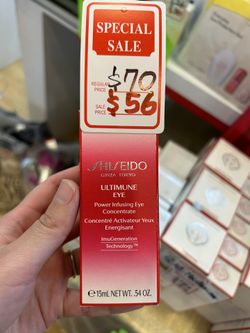 SPECIAL
SALE
REGULAR
PRICE
$70
SALE
PRICE
$56
SHISEIDO
GINZA TOKYO
ULTIMUNE
EYE
Power Infusing Eye
Concentrate
Concentré Activateur Yeux
Energisant
ImuGeneration
Technology™
℮ 15mL NET WT. .54 OZ.